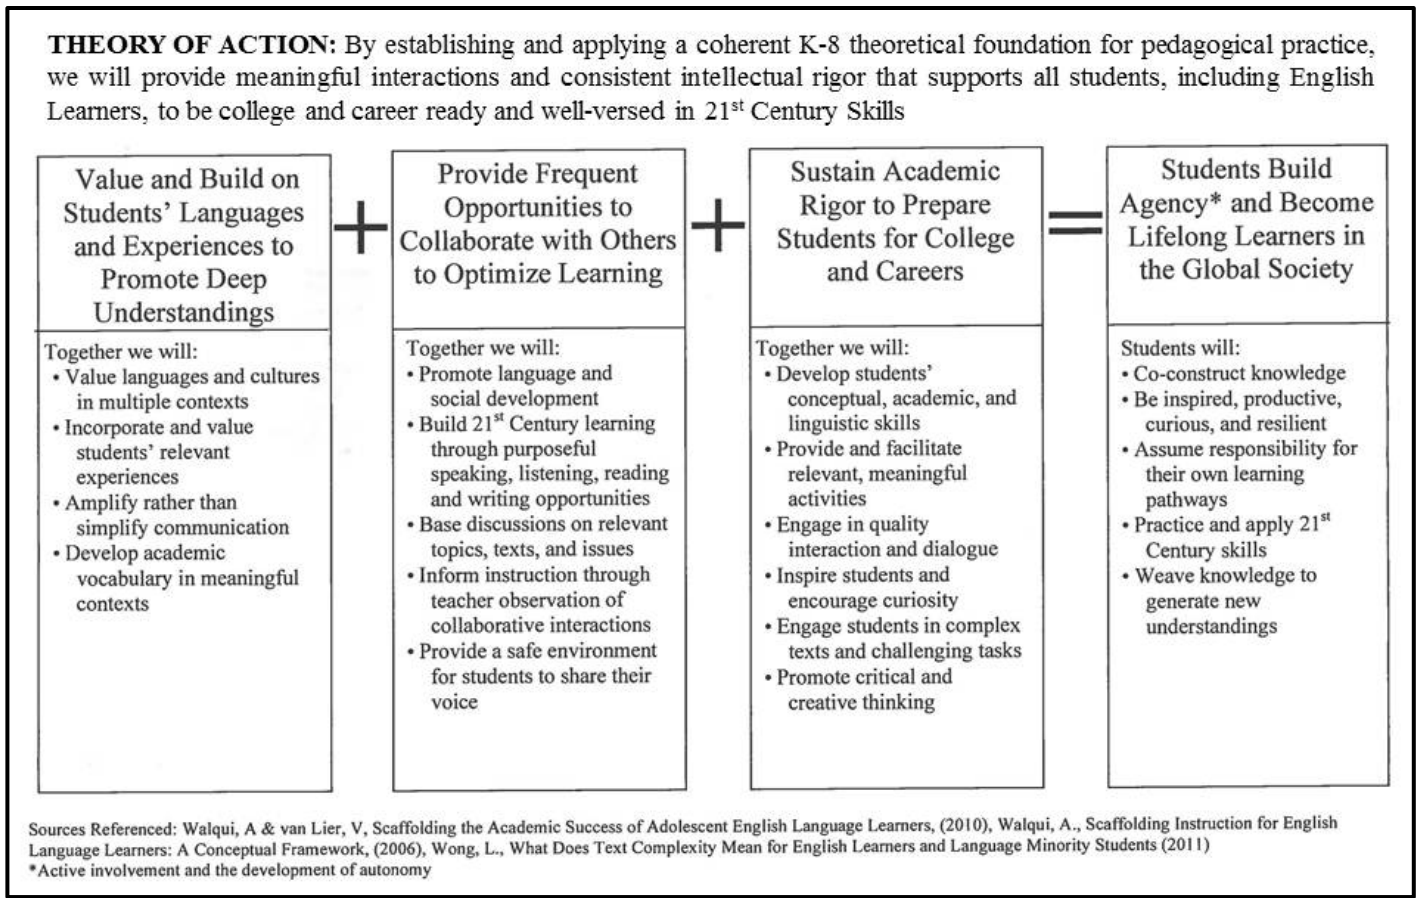 THEORY OF ACTION: By establishing and applying a coherent K-8 theoretical foundation for pedagogical practice,
we will provide meaningful interactions and consistent intellectual rigor that supports all students, including English
Learners, to be college and career ready and well-versed in 21st Century Skills
Value and Build on
Students' Languages
and Experiences to
Promote Deep
Understandings
Together we will:
• Value languages and cultures
in multiple contexts
• Incorporate and value
students' relevant
experiences
• Amplify rather than
simplify communication
• Develop academic
vocabulary in meaningful
contexts
+
Provide Frequent
Opportunities to
Collaborate with Others
to Optimize Learning
Together we will:
• Promote language and
social development
• Build 21st Century learning
through purposeful
speaking, listening, reading
and writing opportunities
• Base discussions on relevant
topics, texts, and issues
• Inform instruction through
teacher observation of
collaborative interactions
• Provide a safe environment
for students to share their
voice
+
Sustain Academic
Rigor to Prepare
Students for College
and Careers
Together we will:
• Develop students'
conceptual, academic, and
linguistic skills
• Provide and facilitate
relevant, meaningful
activities
• Engage in quality
interaction and dialogue
• Inspire students and
encourage curiosity
• Engage students in complex
texts and challenging tasks
• Promote critical and
creative thinking
=
Students Build
Agency* and Become
Lifelong Learners in
the Global Society
Students will:
• Co-construct knowledge
• Be inspired, productive,
curious, and resilient
• Assume responsibility for
their own learning
pathways
• Practice and apply 21st
Century skills
• Weave knowledge to
generate new
understandings
Sources Referenced: Walqui, A & van Lier, V, Scaffolding the Academic Success of Adolescent English Language Learners, (2010), Walqui, A., Scaffolding Instruction for English
Language Learners: A Conceptual Framework, (2006), Wong, L., What Does Text Complexity Mean for English Learners and Language Minority Students (2011)
*Active involvement and the development of autonomy